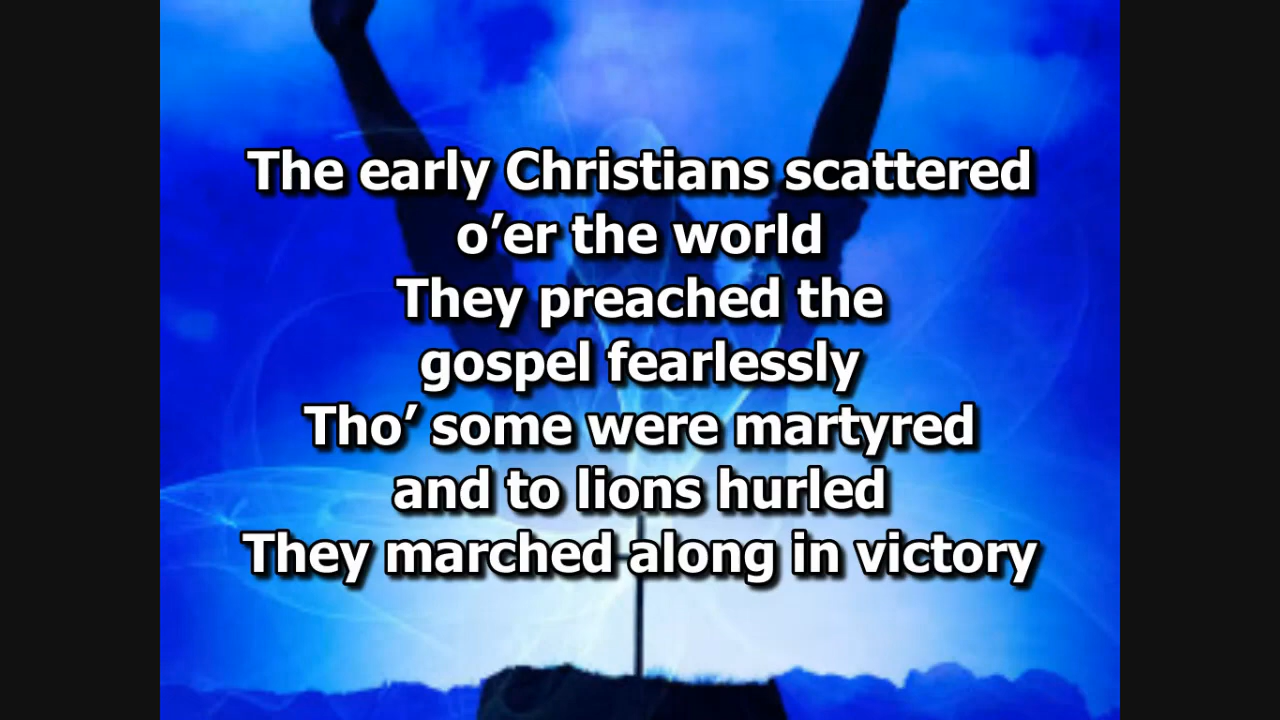 The early Christians scattered
o’er the world
They preached the
gospel fearlessly
Tho’ some were martyred
and to lions hurled
They marched along in victory